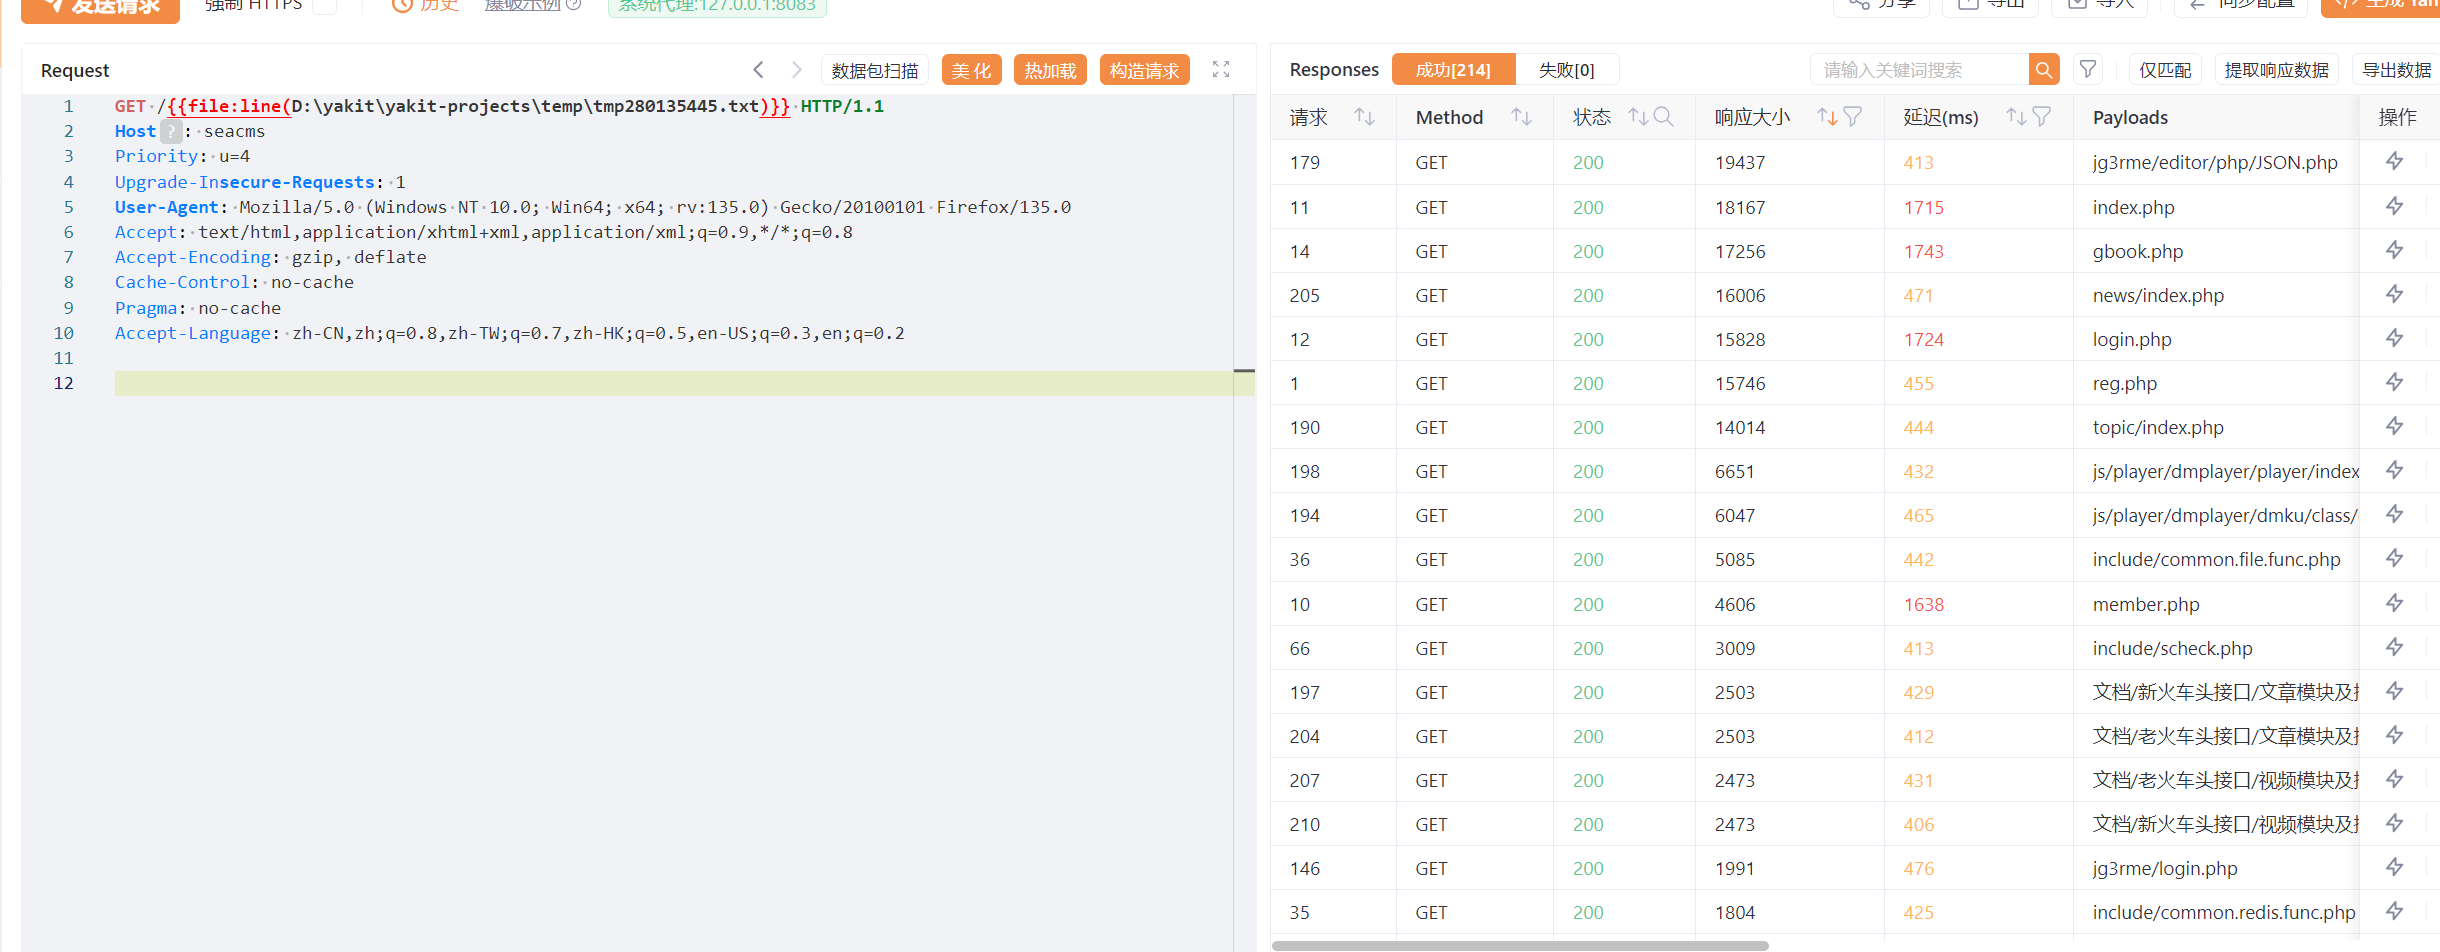 发送请求 强制 HTTPS 历史 爆破示例 系统代理:127.0.0.1:8083 分享 导出 导入 同步配置 生成 Yam
Request 数据包扫描 美 化 热加载 构造请求
1 GET /{{file:line(D:\yakit\yakit-projects\temp\tmp280135445.txt)}} HTTP/1.1
2 Host ? : seacms
3 Priority: u=4
4 Upgrade-Insecure-Requests: 1
5 User-Agent: Mozilla/5.0 (Windows NT 10.0; Win64; x64; rv:135.0) Gecko/20100101 Firefox/135.0
6 Accept: text/html,application/xhtml+xml,application/xml;q=0.9,*/*;q=0.8
7 Accept-Encoding: gzip, deflate
8 Cache-Control: no-cache
9 Pragma: no-cache
10 Accept-Language: zh-CN,zh;q=0.8,zh-TW;q=0.7,zh-HK;q=0.5,en-US;q=0.3,en;q=0.2
11
12
Responses 成功[214] 失败[0] 请输入关键词搜索 仅匹配 提取响应数据 导出数据
请求 Method 状态 响应大小 延迟(ms) Payloads 操作
179 GET 200 19437 413 jg3rme/editor/php/JSON.php
11 GET 200 18167 1715 index.php
14 GET 200 17256 1743 gbook.php
205 GET 200 16006 471 news/index.php
12 GET 200 15828 1724 login.php
1 GET 200 15746 455 reg.php
190 GET 200 14014 444 topic/index.php
198 GET 200 6651 432 js/player/dmplayer/player/index
194 GET 200 6047 465 js/player/dmplayer/dmku/class/
36 GET 200 5085 442 include/common.file.func.php
10 GET 200 4606 1638 member.php
66 GET 200 3009 413 include/scheck.php
197 GET 200 2503 429 文档/新火车头接口/文章模块及
204 GET 200 2503 412 文档/老火车头接口/文章模块及
207 GET 200 2473 431 文档/老火车头接口/视频模块及
210 GET 200 2473 406 文档/新火车头接口/视频模块及
146 GET 200 1991 476 jg3rme/login.php
35 GET 200 1804 425 include/common.redis.func.php